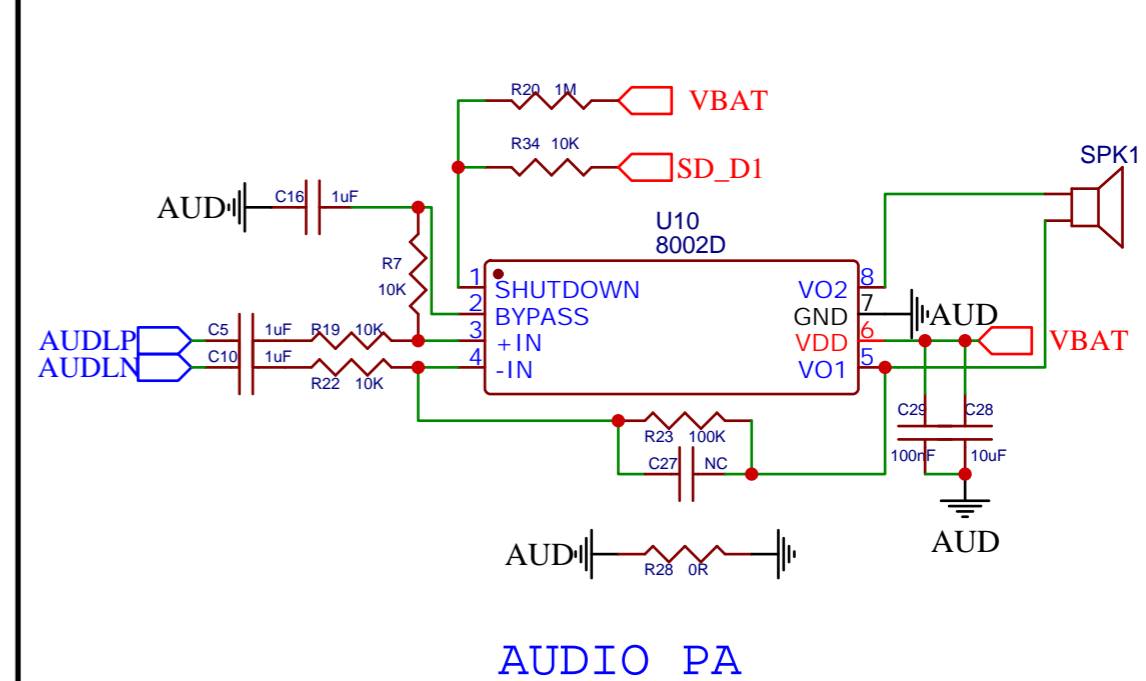 R20 1M
VBAT
R34 10K
SD_D1
SPK1
AUD
C16 1uF
U10
8002D
R7
10K
1 SHUTDOWN
2 BYPASS
3 +IN
4 -IN
VO2 8
GND 7
VDD 6
VO1 5
AUD
VBAT
AUDLP
C5 1uF R19 10K
AUDLN
C10 1uF
R22 10K
R23 100K
C27 NC
C29 C28
100nF 10uF
AUD
AUD
R28 0R
AUDIO PA